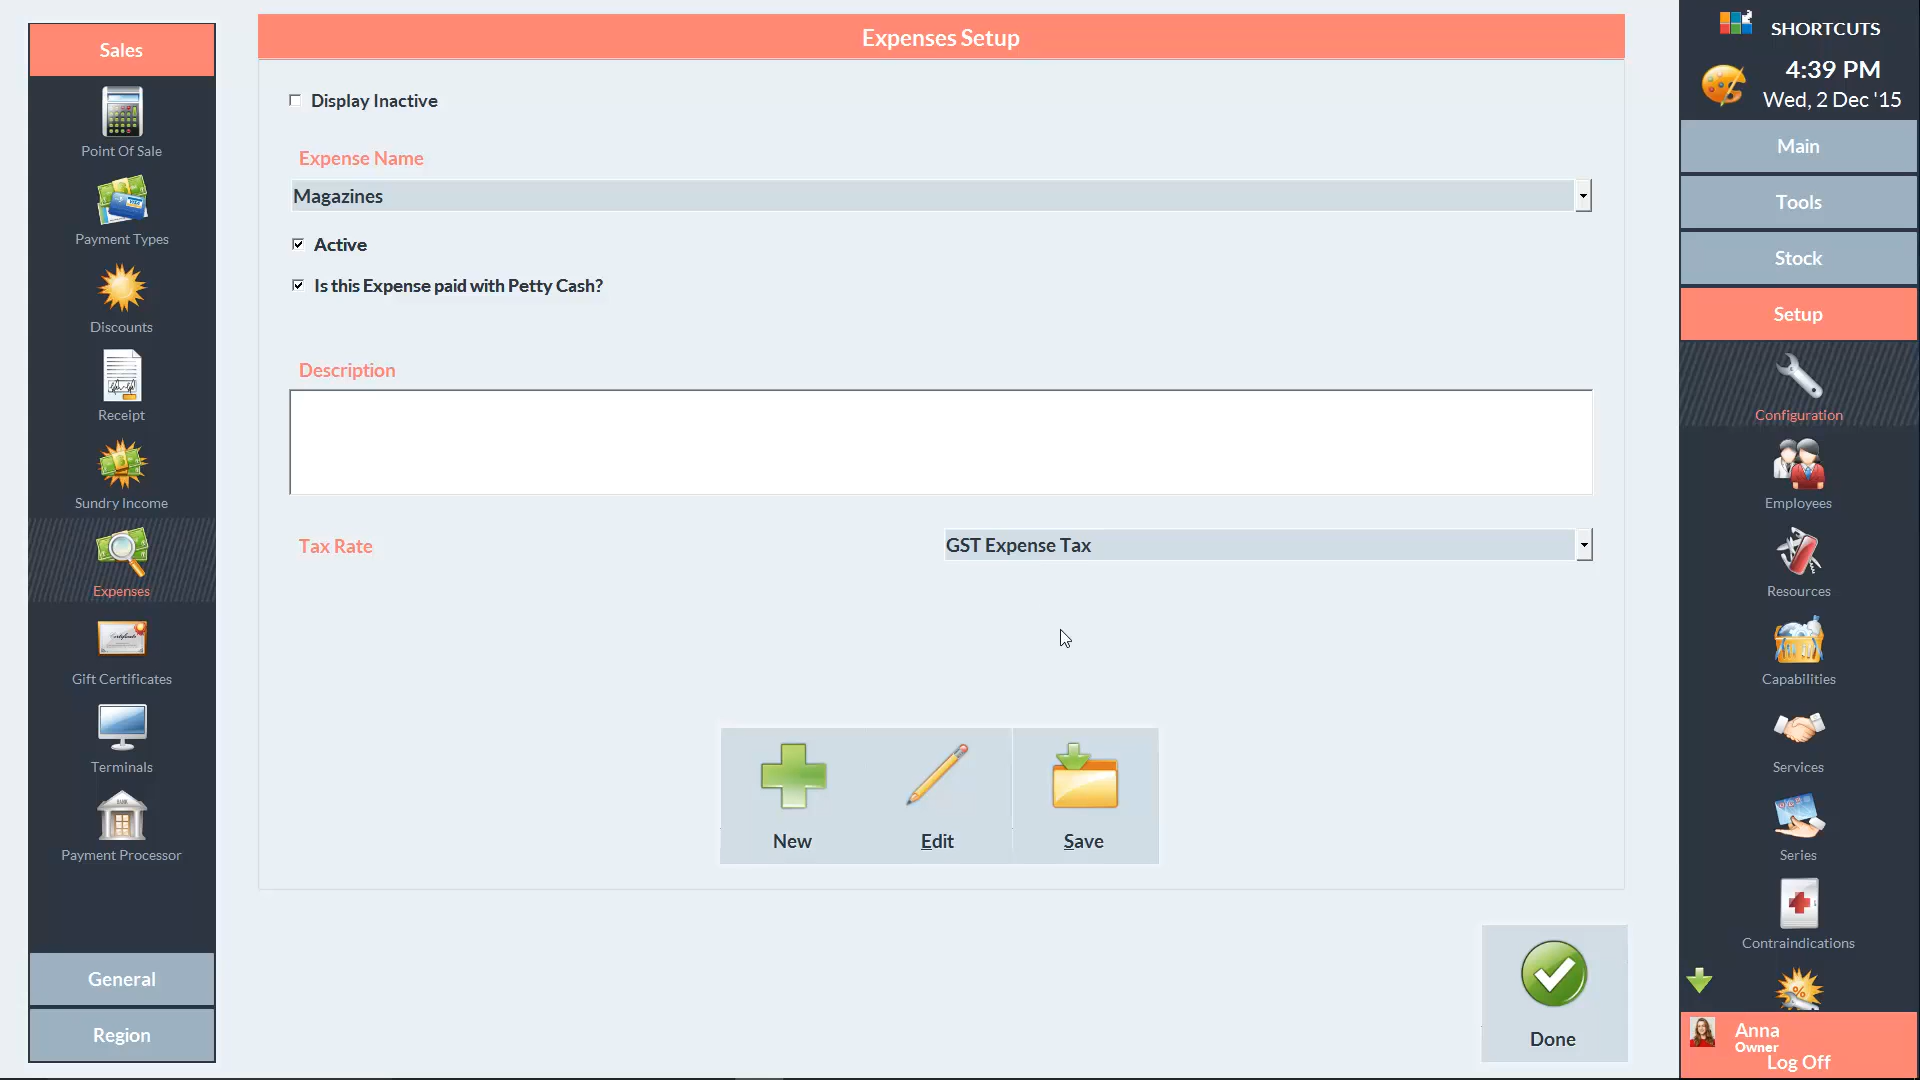 Sales
Point Of Sale
Payment Types
Discounts
Receipt
Sundry Income
Expenses
Gift Certificates
Terminals
Payment Processor
General
Region
Expenses Setup
Display Inactive
Expense Name
Magazines
Active
Is this Expense paid with Petty Cash?
Description
Tax Rate
GST Expense Tax
New
Edit
Save
Done
SHORTCUTS
4:39 PM
Wed, 2 Dec '15
Main
Tools
Stock
Setup
Configuration
Employees
Resources
Capabilities
Services
Series
Contraindications
Anna
Owner
Log Off